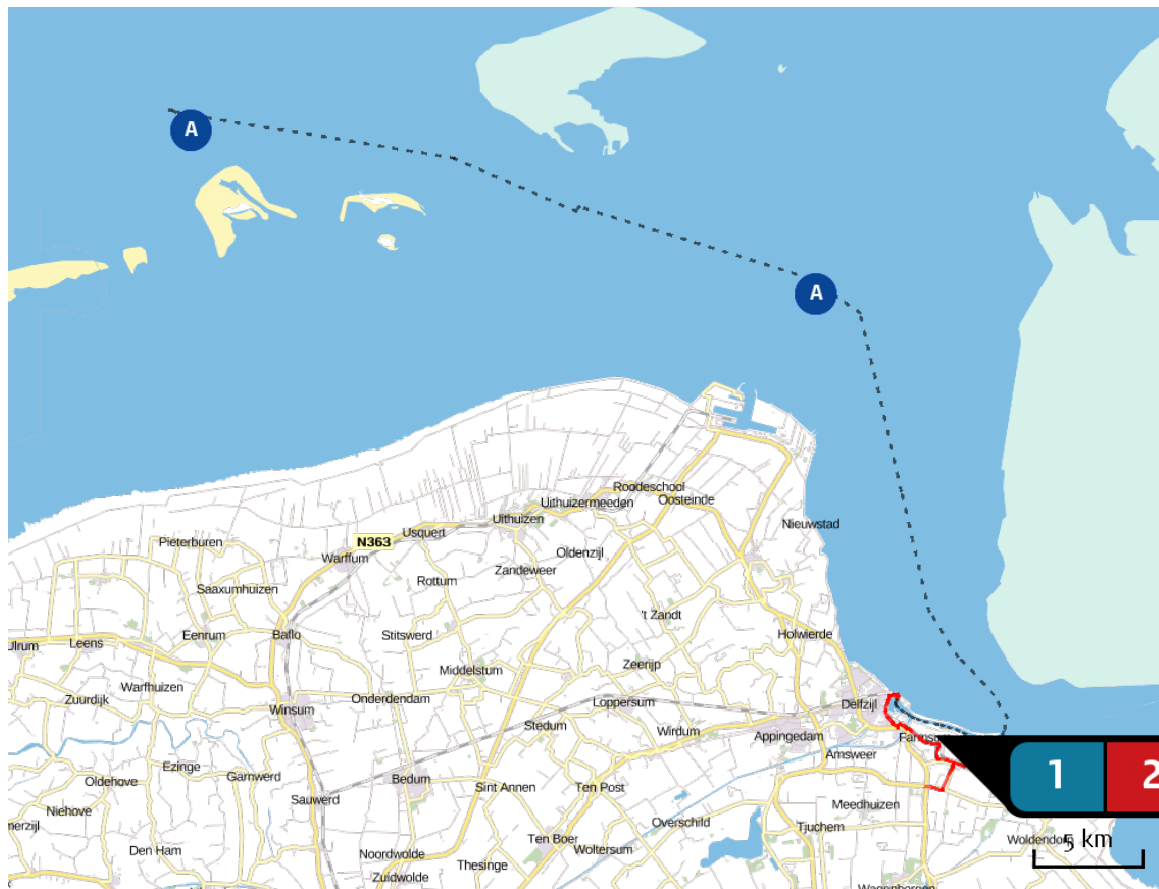 A
A
Roodeschool
Uithuizermeeden
Oosteinde
Uithuizen
Nieuwstad
Usquert
N363
Pieterburen
Warffum
Oldenzijl
Zandeweer
Rottum
Saaxumhuizen
't Zandt
Eenrum
Baflo
Stitswerd
Holwierde
Ulrum
Leens
Zeerijp
Middelstum
Warfhuizen
Zuurdijk
Onderdendam
Loppersum
Delfzijl
Winsum
Stedum
Wirdum
Appingedam
Amsweer
Ezinge
Garnwerd
Oldehove
Bedum
Sint Annen
Ten Post
1
2
Sauwerd
Meedhuizen
Niehove
Overschild
Tjuchem
Ten Boer
Woltersum
5 km
Den Ham
Noordwolde
Thesinge
Zuidwolde